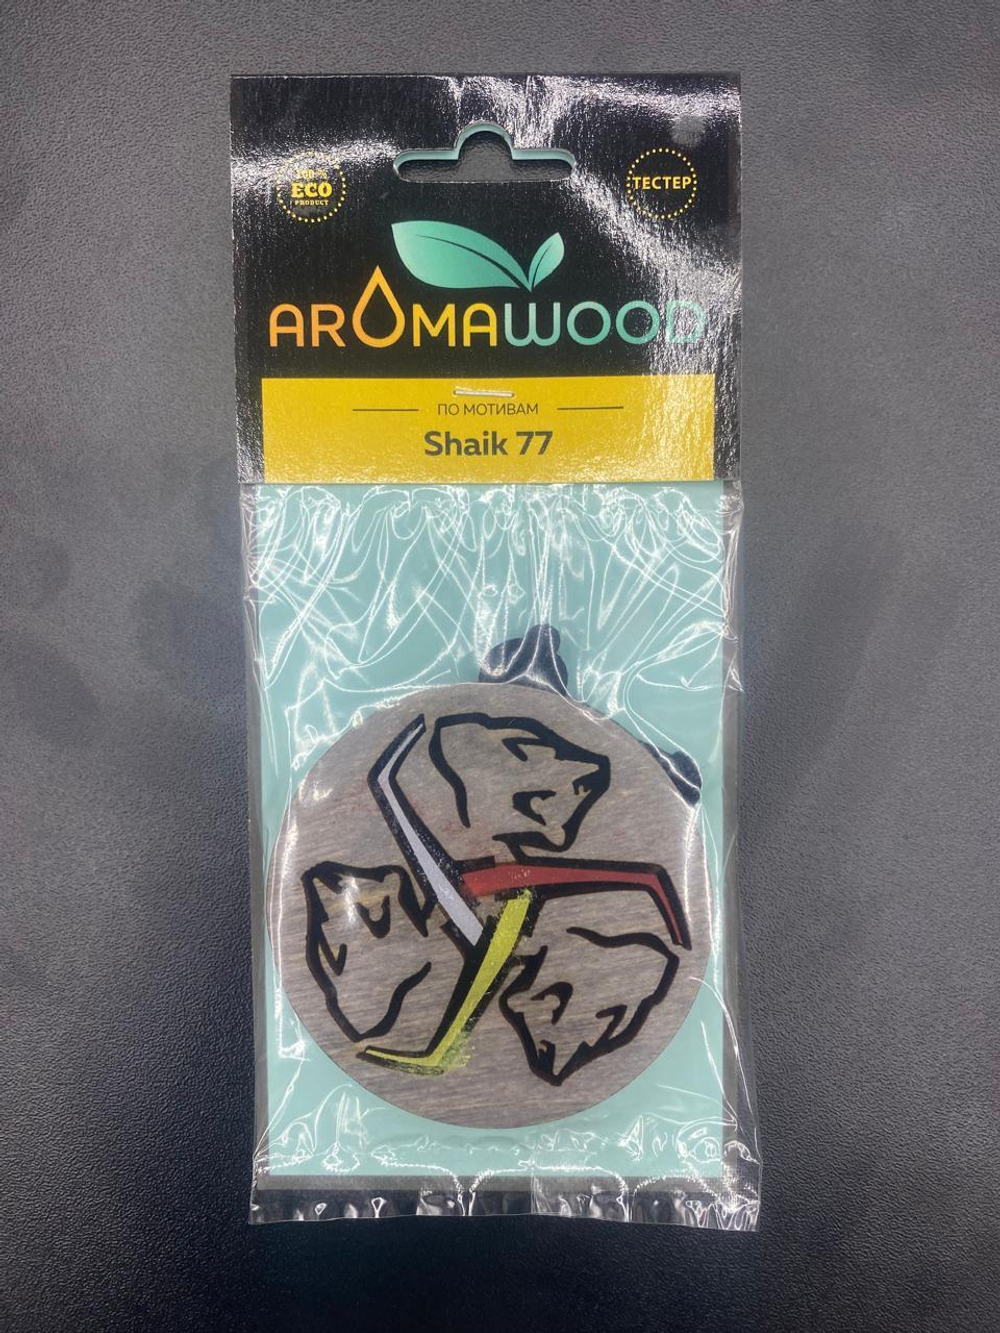 100%
ECO
PRODUCT
ТЕСТЕР
AROMAWOOD
ПО МОТИВАМ
Shaik 77